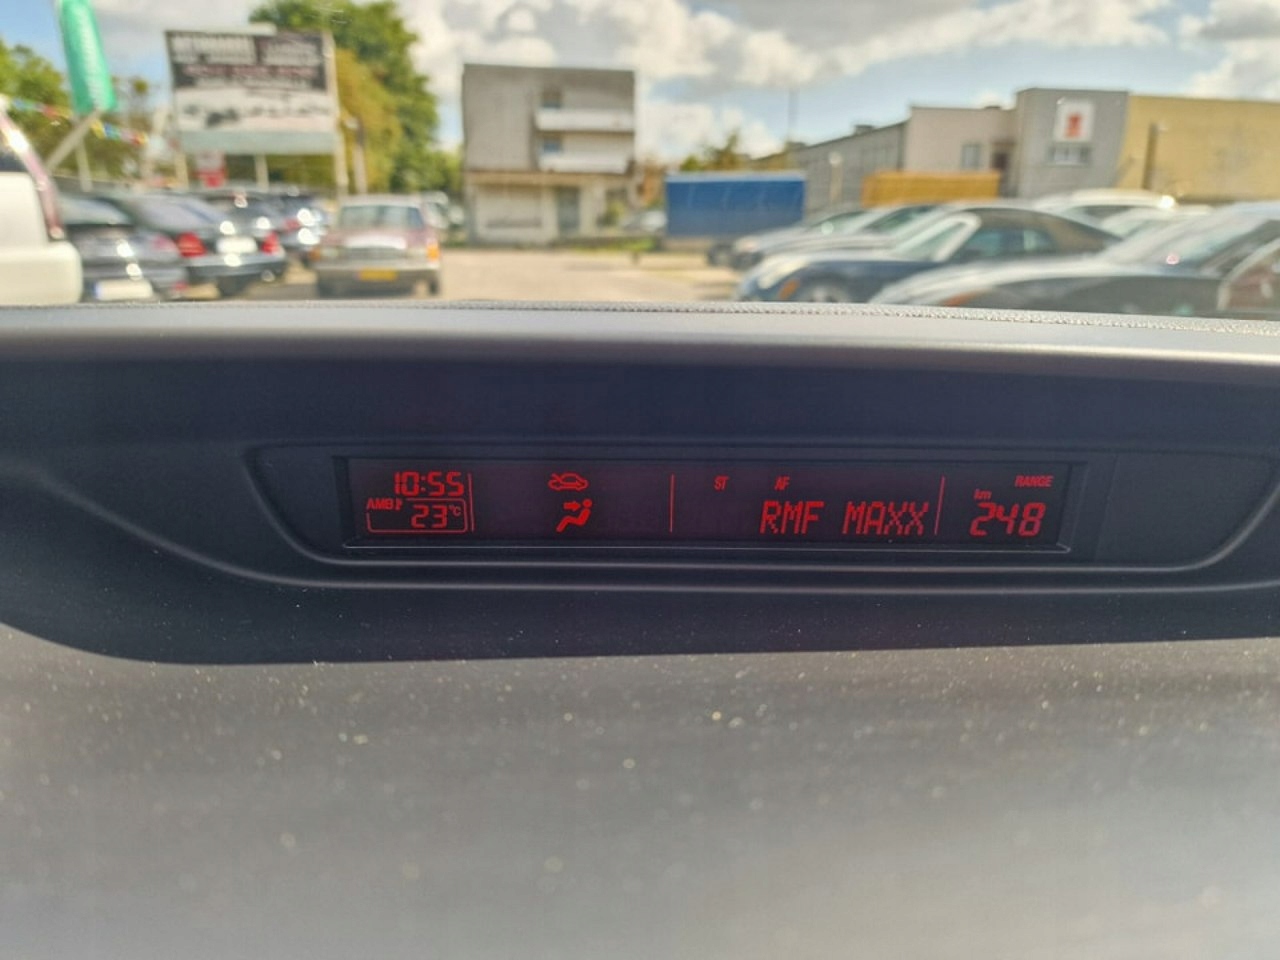 10:55
AMB 23°C
ST AF
RMF MAXX
RANGE
km
248